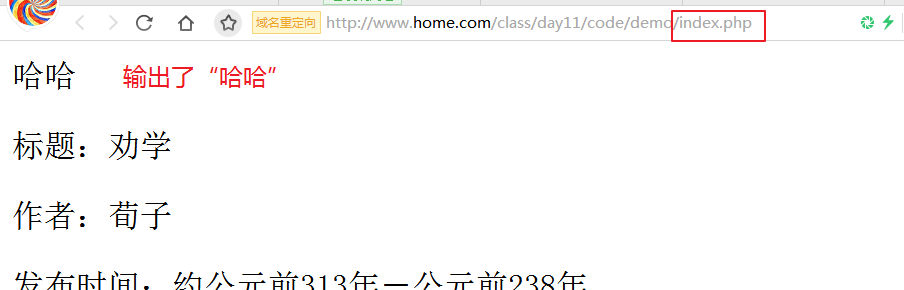 域名重定向 http://www.home.com/class/day11/code/demo/index.php
哈哈 输出了“哈哈”
标题：劝学
作者：荀子
发布时间：约公元前313年－公元前238年